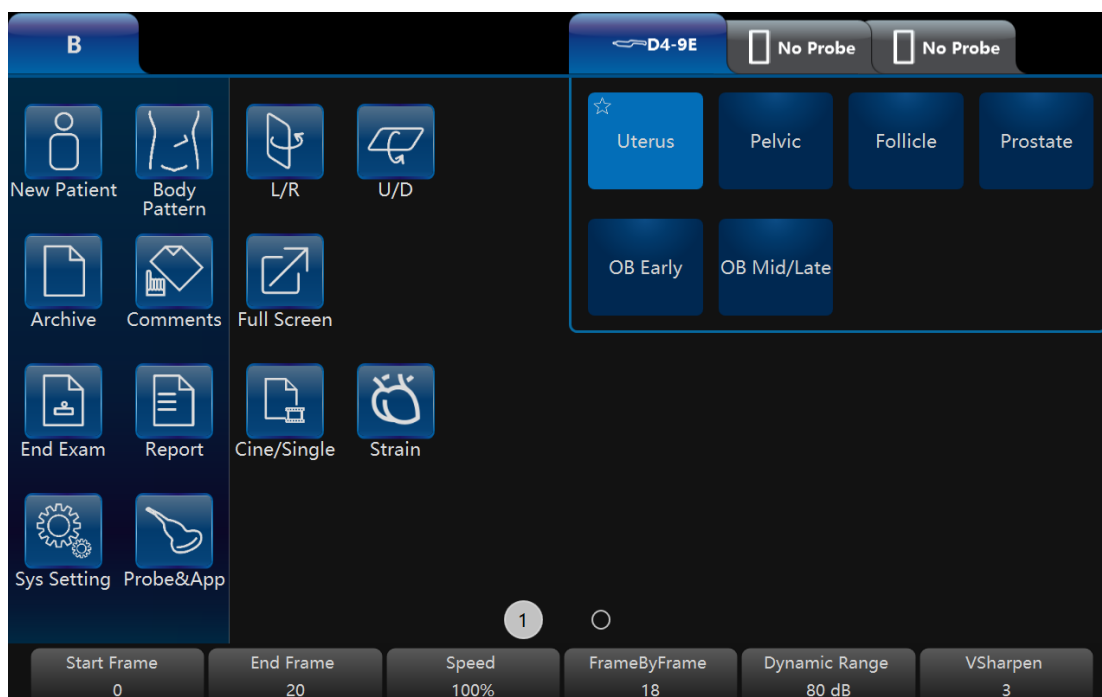 B
D4-9E
No Probe
No Probe
New Patient
Body
Pattern
L/R
U/D
Uterus
Pelvic
Follicle
Prostate
Archive
Comments
Full Screen
OB Early
OB Mid/Late
End Exam
Report
Cine/Single
Strain
Sys Setting
Probe&App
1
Start Frame
0
End Frame
20
Speed
100%
FrameByFrame
18
Dynamic Range
80 dB
VSharpen
3